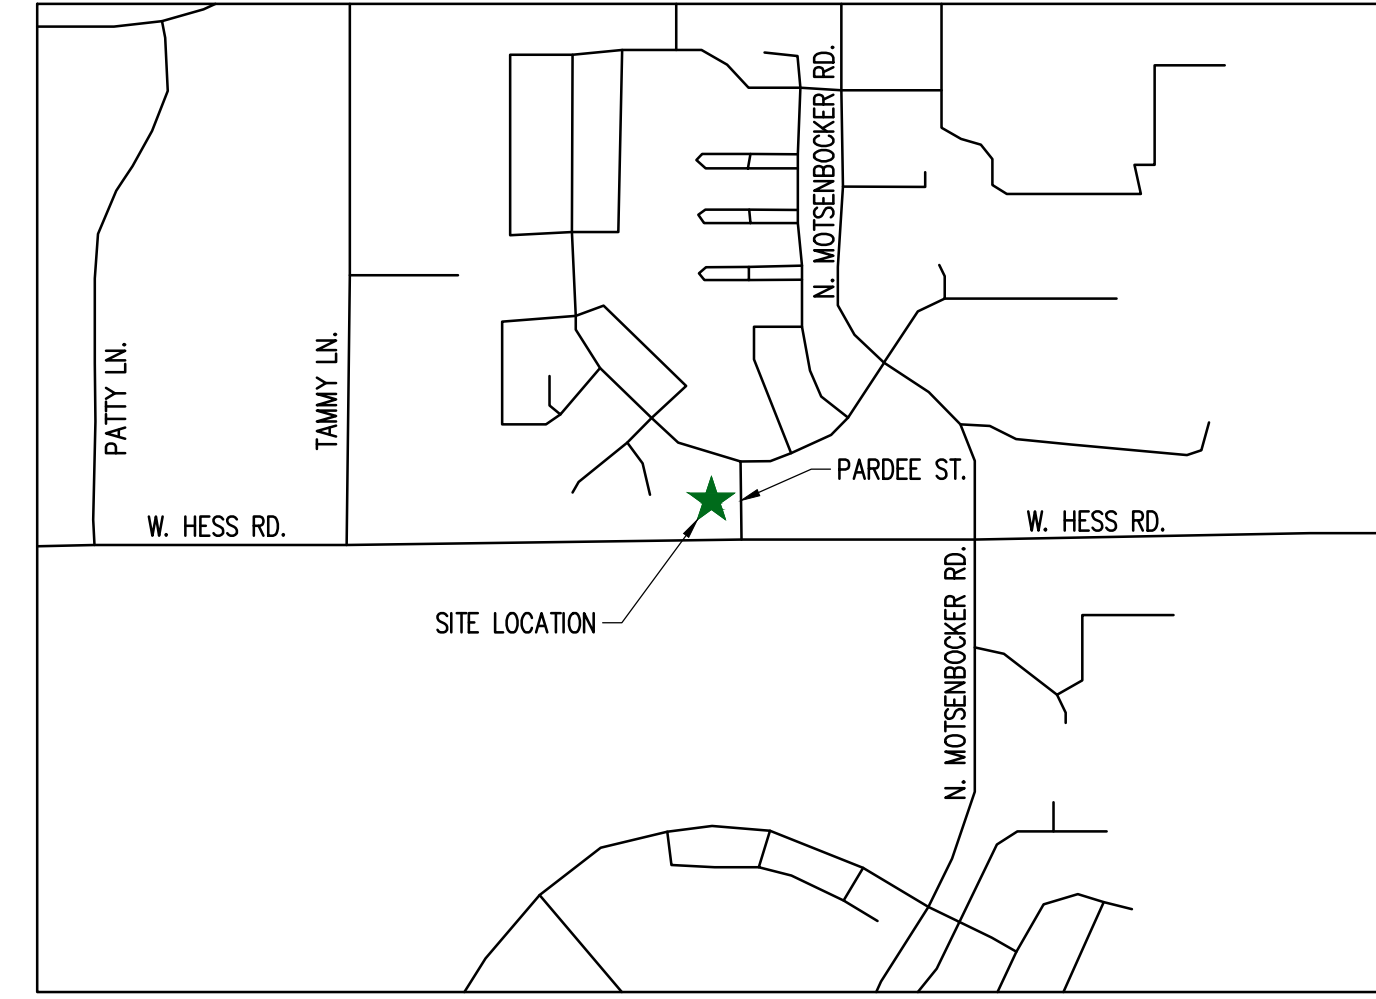 N. MOTSENBOCKER RD.
PATTY LN.
TAMMY LN.
PARDEE ST.
W. HESS RD.
W. HESS RD.
SITE LOCATION
N. MOTSENBOCKER RD.